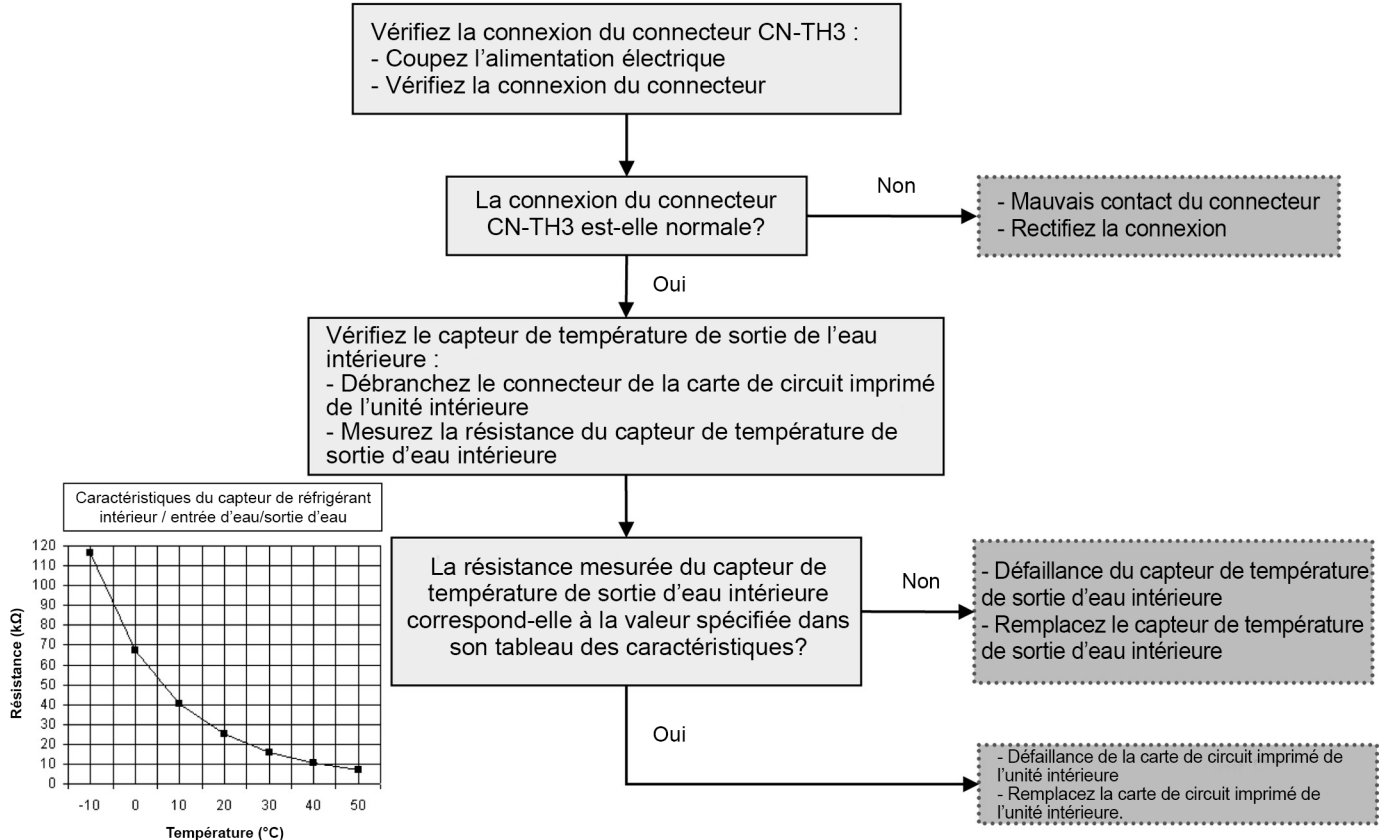 Vérifiez la connexion du connecteur CN-TH3 :
- Coupez l’alimentation électrique
- Vérifiez la connexion du connecteur
La connexion du connecteur
CN-TH3 est-elle normale?
Non
- Mauvais contact du connecteur
- Rectifiez la connexion
Oui
Vérifiez le capteur de température de sortie de l’eau
intérieure :
- Débranchez le connecteur de la carte de circuit imprimé
de l’unité intérieure
- Mesurez la résistance du capteur de température de
sortie d’eau intérieure
Caractéristiques du capteur de réfrigérant
intérieur / entrée d’eau/sortie d’eau
Résistance (kΩ)
120
110
100
90
80
70
60
50
40
30
20
10
0
-10 0 10 20 30 40 50
Température (°C)
La résistance mesurée du capteur de
température de sortie d’eau intérieure
correspond-elle à la valeur spécifiée dans
son tableau des caractéristiques?
Non
- Défaillance du capteur de température
de sortie d’eau intérieure
- Remplacez le capteur de température
de sortie d’eau intérieure
Oui
- Défaillance de la carte de circuit imprimé de
l’unité intérieure
- Remplacez la carte de circuit imprimé de
l’unité intérieure.